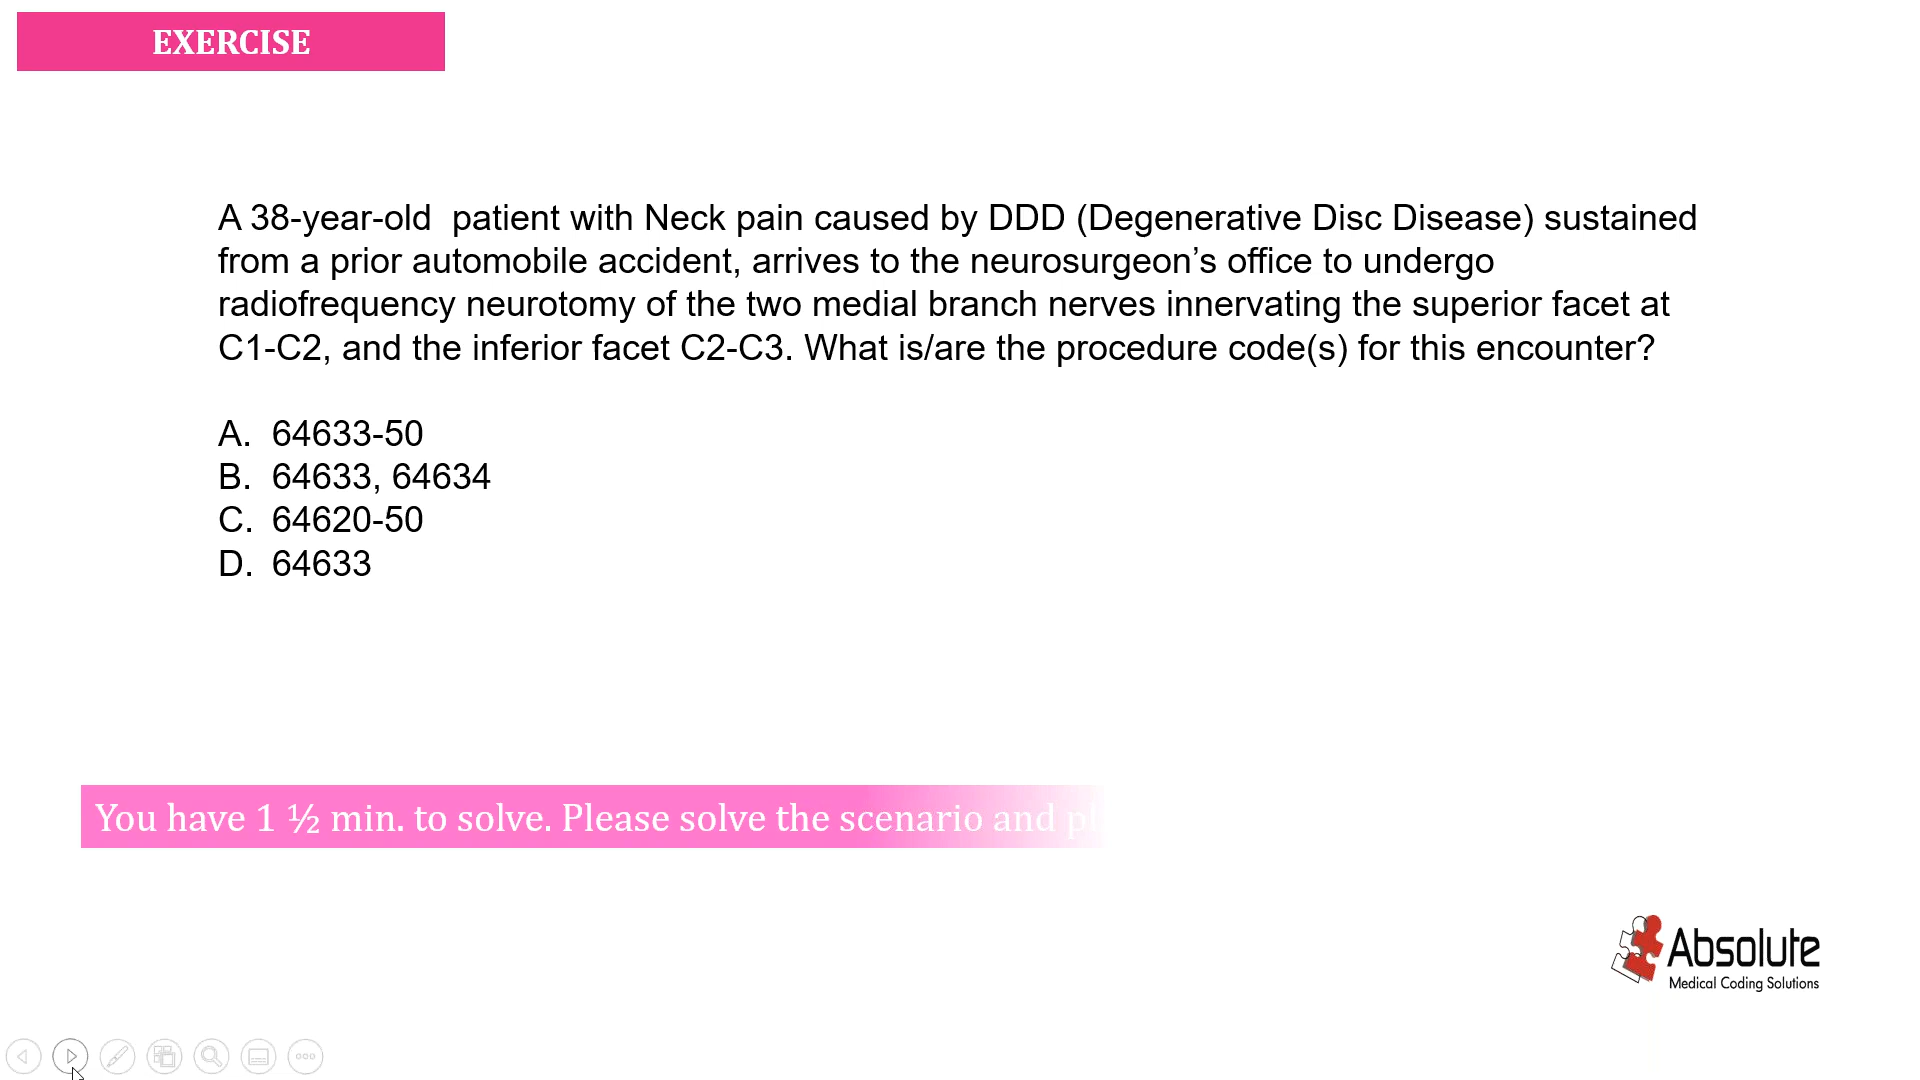 EXERCISE
A 38-year-old  patient with Neck pain caused by DDD (Degenerative Disc Disease) sustained
from a prior automobile accident, arrives to the neurosurgeon’s office to undergo
radiofrequency neurotomy of the two medial branch nerves innervating the superior facet at
C1-C2, and the inferior facet C2-C3. What is/are the procedure code(s) for this encounter?
A. 64633-50
B. 64633, 64634
C. 64620-50
D. 64633
You have 1 ½ min. to solve. Please solve the scenario and
Absolute
Medical Coding Solutions